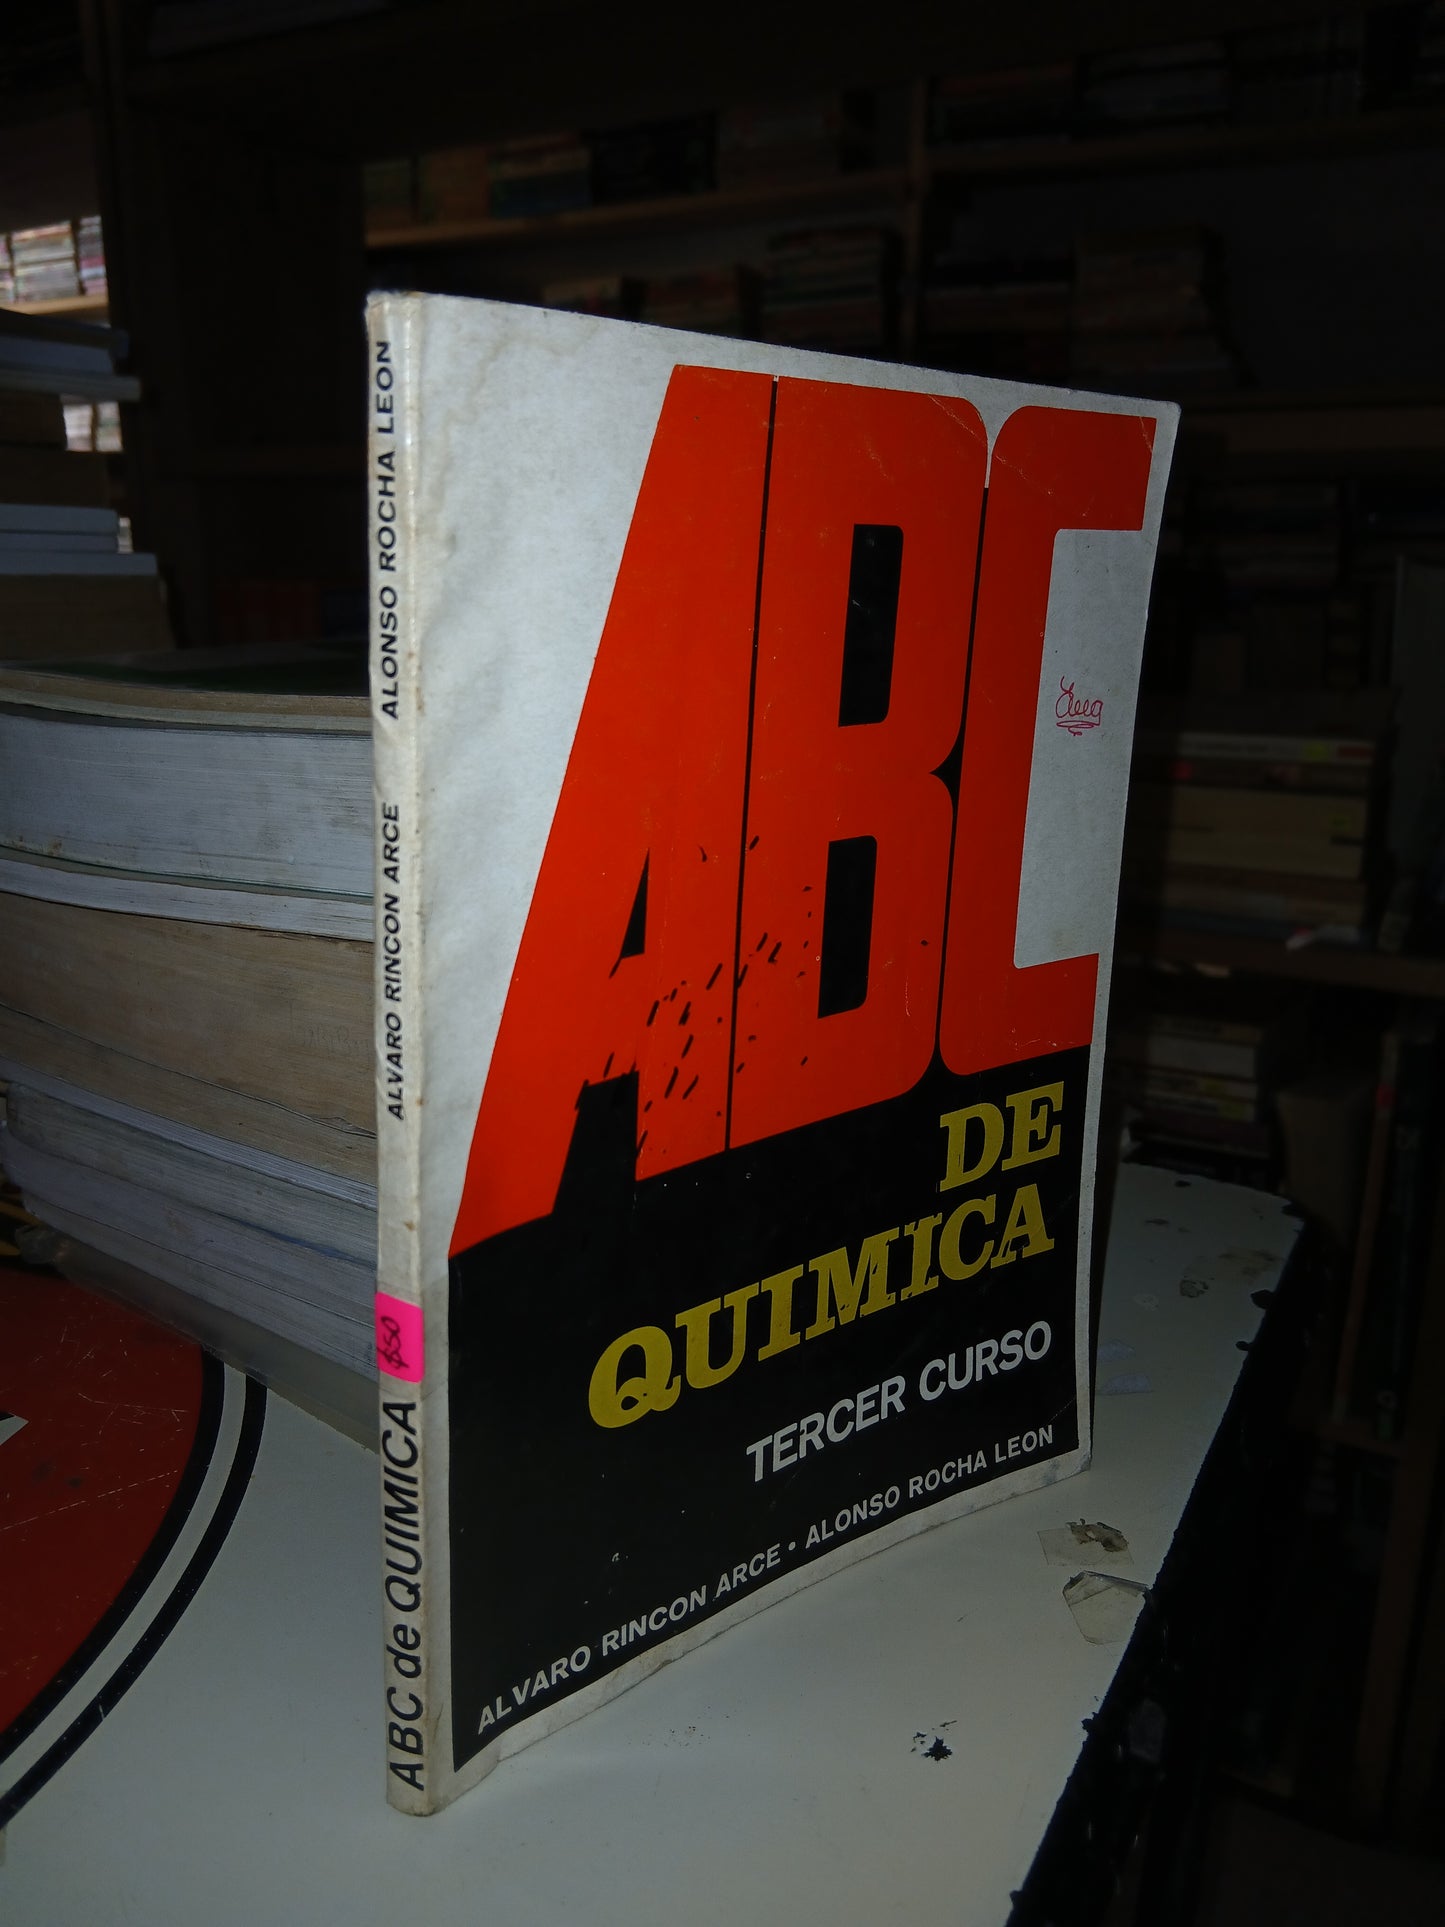 ABC
DE
QUIMICA
TERCER CURSO
ALVARO RINCON ARCE • ALONSO ROCHA LEON
ABC de QUIMICA
$50
ALVARO RINCON ARCE
ALONSO ROCHA LEON